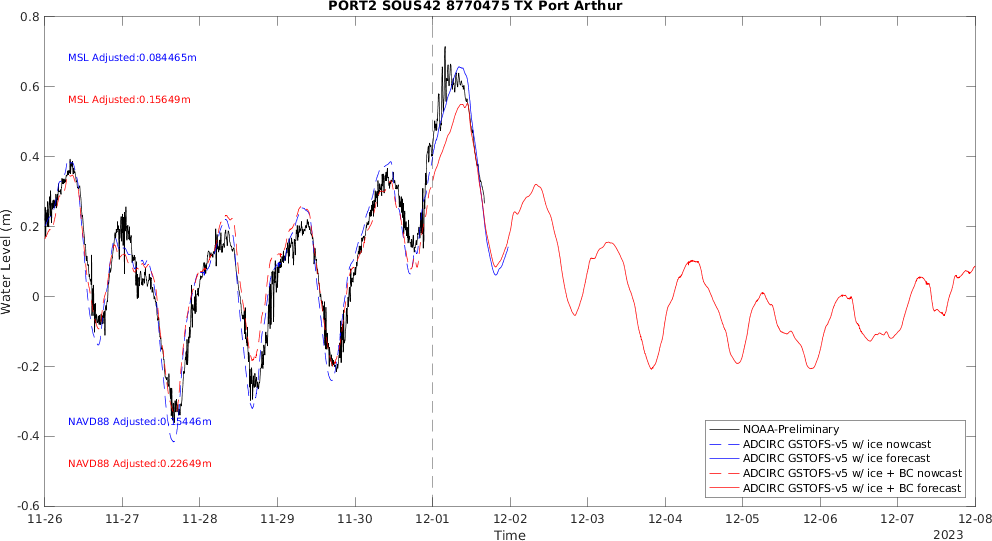 PORT2 SOUS42 8770475 TX Port Arthur
0.8
0.6
0.4
0.2
0
-0.2
-0.4
-0.6
Water Level (m)
MSL Adjusted:0.084465m
MSL Adjusted:0.15649m
NAVD88 Adjusted:0.15446m
NAVD88 Adjusted:0.22649m
NOAA-Preliminary
ADCIRC GSTOFS-v5 w/ ice nowcast
ADCIRC GSTOFS-v5 w/ ice forecast
ADCIRC GSTOFS-v5 w/ ice + BC nowcast
ADCIRC GSTOFS-v5 w/ ice + BC forecast
11-26 11-27 11-28 11-29 11-30 12-01 12-02 12-03 12-04 12-05 12-06 12-07 12-08
Time
2023